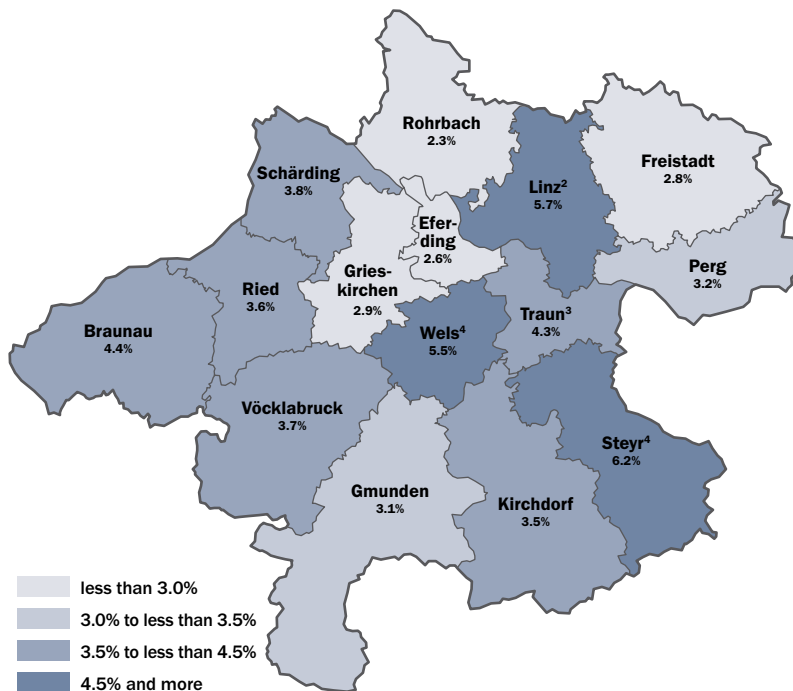 Rohrbach
2.3%
Freistadt
2.8%
Schärding
3.8%
Linz²
5.7%
Efer-
ding
2.6%
Perg
3.2%
Gries-
kirchen
2.9%
Ried
3.6%
Traun³
4.3%
Braunau
4.4%
Wels⁴
5.5%
Vöcklabruck
3.7%
Steyr⁴
6.2%
Gmunden
3.1%
Kirchdorf
3.5%
less than 3.0%
3.0% to less than 3.5%
3.5% to less than 4.5%
4.5% and more